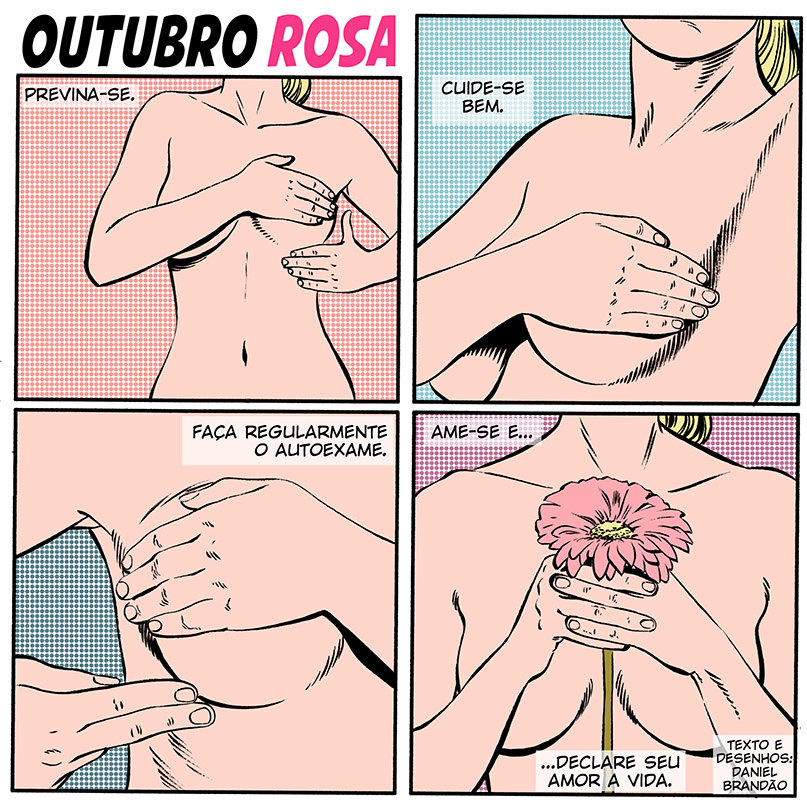 OUTUBRO ROSA
PREVINA-SE.
CUIDE-SE
BEM.
FAÇA REGULARMENTE
O AUTOEXAME.
AME-SE E...
...DECLARE SEU
AMOR À VIDA.
TEXTO E
DESENHOS:
DANIEL
BRANDÃO